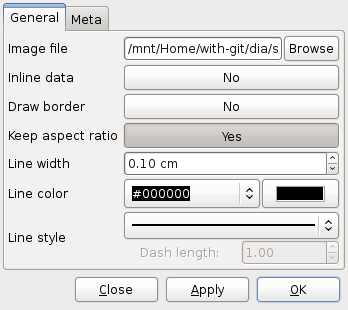 General Meta
Image file /mnt/Home/with-git/dia/s Browse
Inline data No
Draw border No
Keep aspect ratio Yes
Line width 0.10 cm
Line color #000000
Line style
Dash length: 1.00
Close Apply OK